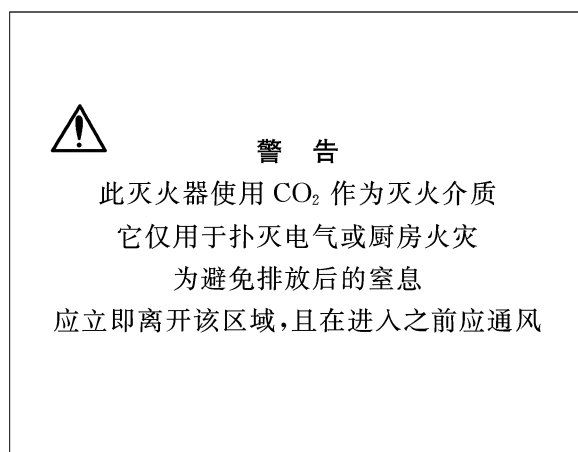 警 告
此灭火器使用 CO₂ 作为灭火介质
它仅用于扑灭电气或厨房火灾
为避免排放后的窒息
应立即离开该区域,且在进入之前应通风